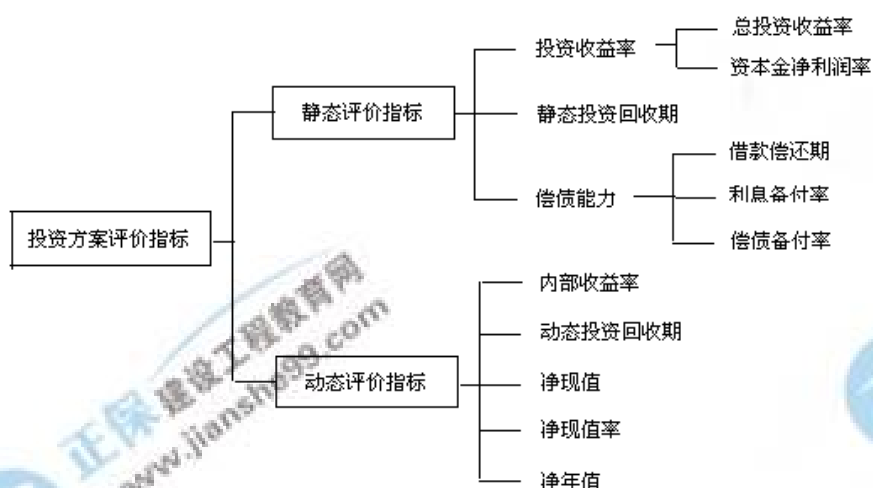 总投资收益率
投资收益率
资本金净利润率
静态评价指标
静态投资回收期
借款偿还期
偿债能力
利息备付率
偿债备付率
投资方案评价指标
内部收益率
动态投资回收期
动态评价指标
净现值
净现值率
净年值
正保建设工程教育网
www.jianshe99.com